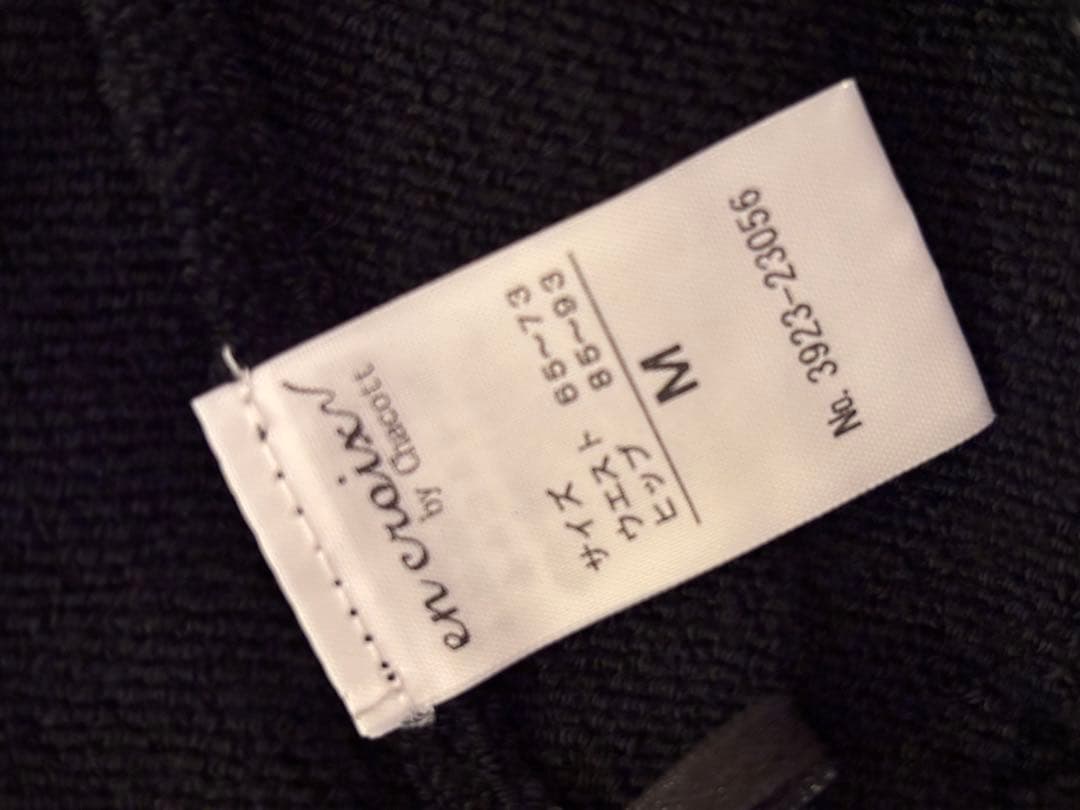 en croix
by Chacott
サイズ
ウエスト 65~73
ヒップ 85~93
M
No. 3923-23056